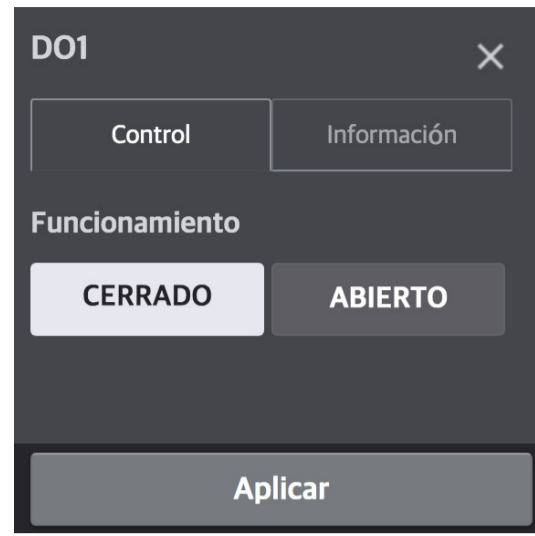 DO1
Control Información
Funcionamiento
CERRADO ABIERTO
Aplicar